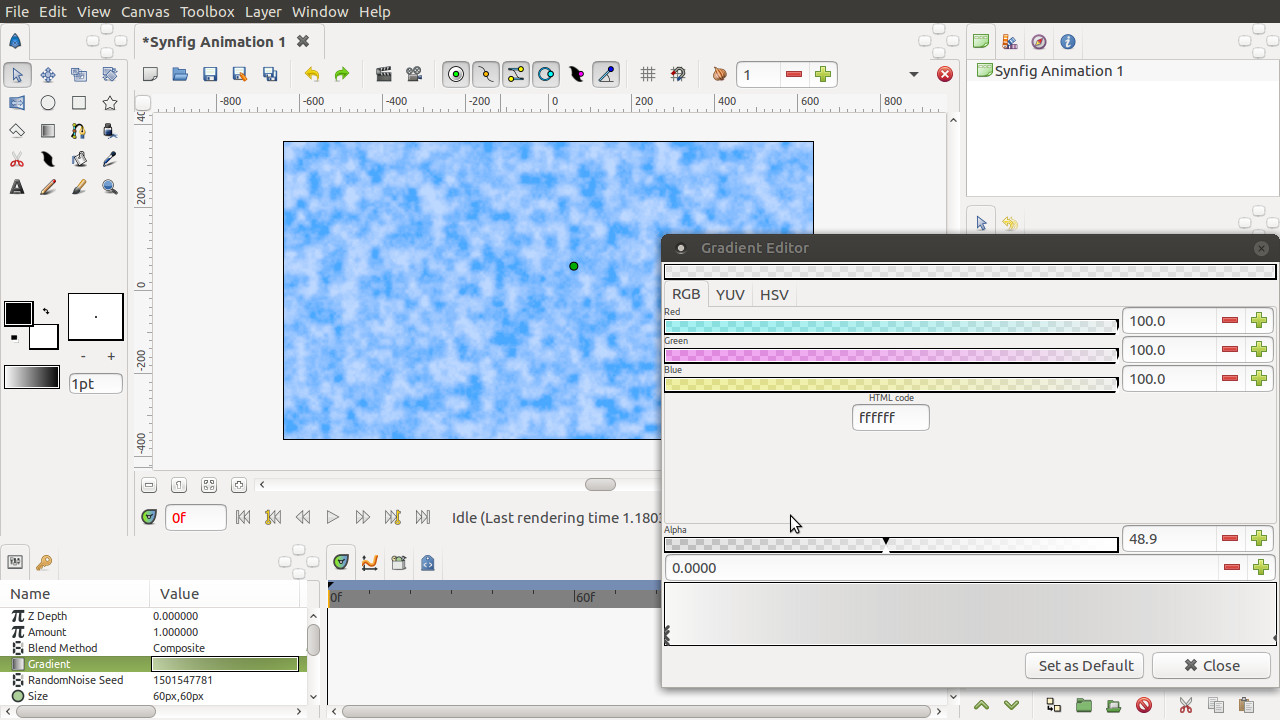 File Edit View Canvas Toolbox Layer Window Help
*Synfig Animation 1
1
Synfig Animation 1
-800 -600 -400 -200 0 200 400 600 800
200
0
-200
-400
Gradient Editor
RGB YUV HSV
Red
100.0
Green
100.0
Blue
100.0
HTML code
ffffff
Alpha
48.9
0.0000
Set as Default Close
- +
1pt
0f
Idle (Last rendering time 1.180
Name Value
Z Depth 0.000000
Amount 1.000000
Blend Method Composite
Gradient
RandomNoise Seed 1501547781
Size 60px,60px
0f 60f